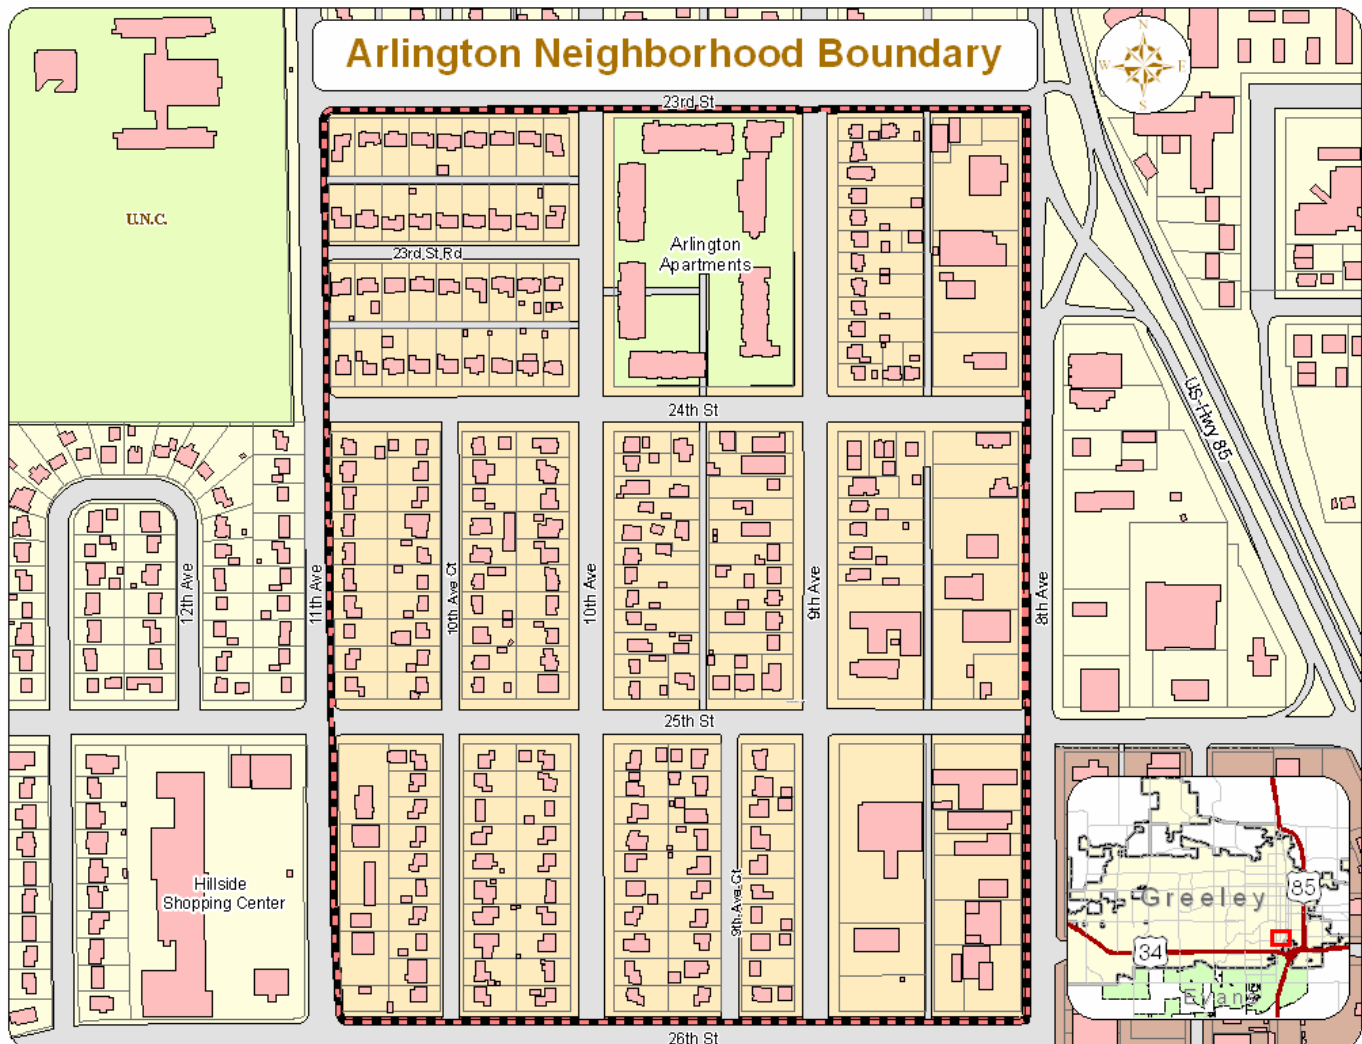 Arlington Neighborhood Boundary
N
W
E
S
23rd St
U.N.C.
Arlington
Apartments
23rd St Rd
24th St
US Hwy 85
12th Ave
11th Ave
10th Ave Ct
10th Ave
9th Ave
8th Ave
25th St
Hillside
Shopping Center
9th Ave Ct
Greeley
85
34
Evans
26th St